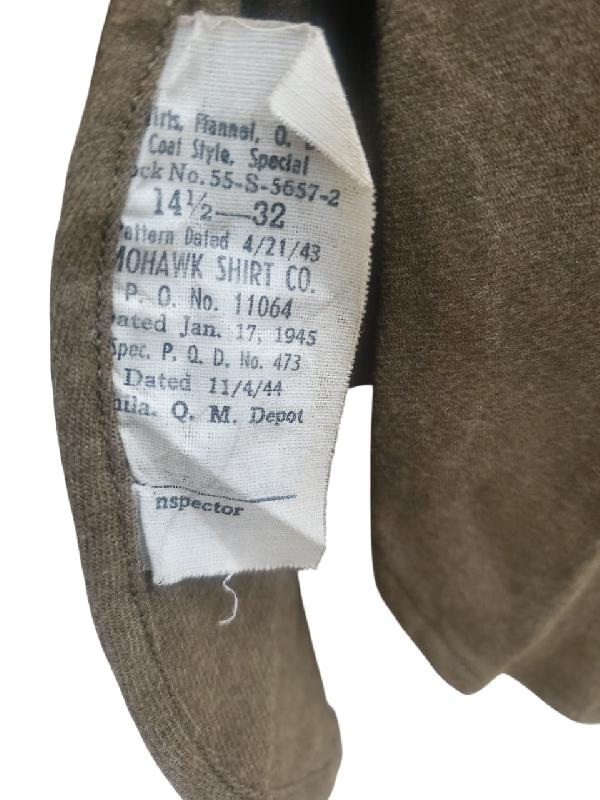 irts, Flannel, O. D
Coat Style, Special
ock No. 55-S-5657-2
14½—32
Pattern Dated 4/21/43
MOHAWK SHIRT CO.
P. O. No. 11064
ated Jan. 17, 1945
Spec. P. Q. D. No. 473
Dated 11/4/44
hila. Q. M. Depot
nspector